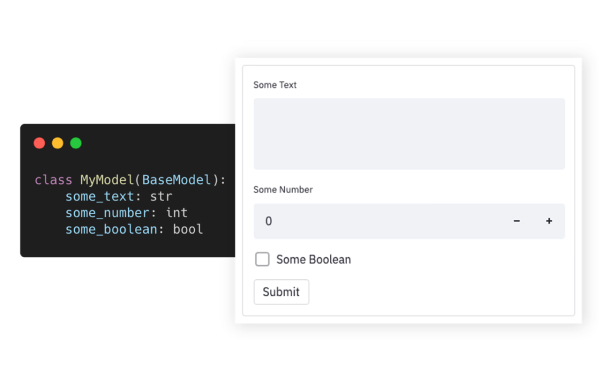 class MyModel(BaseModel):
some_text: str
some_number: int
some_boolean: bool
Some Text
Some Number
0 - +
Some Boolean
Submit